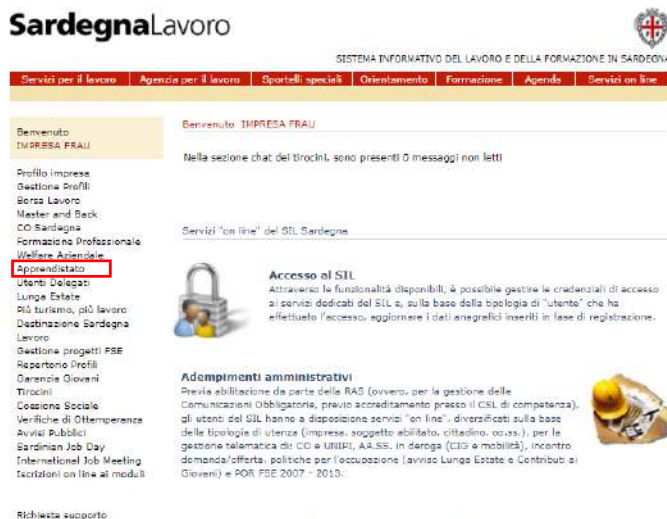 SardegnaLavoro
SISTEMA INFORMATIVO DEL LAVORO E DELLA FORMAZIONE IN SARDEGNA
Servizi per il lavoro Agenzia per il lavoro Sportelli speciali Orientamento Formazione Agenda Servizi on line
Benvenuto
IMPRESA FRAU
Profilo impresa
Gestione Profili
Borsa Lavoro
Master and Back
CO Sardegna
Formazione Professionale
Welfare Aziendale
Apprendistato
Utenti Delegati
Lunga Estate
Più turismo, più lavoro
Destinazione Sardegna
Lavoro
Gestione progetti FSE
Repertorio Profili
Garanzia Giovani
Tirocini
Coesione Sociale
Verifiche di Ottemperanza
Avvisi Pubblici
Sardinian Job Day
International Job Meeting
Iscrizioni on line ai moduli
Richiesta supporto
Benvenuto IMPRESA FRAU
Nella sezione chat dei tirocini, sono presenti 0 messaggi non letti
Servizi "on line" del SIL Sardegna
Accesso al SIL
Attraverso le funzionalità disponibili, è possibile gestire le credenziali di accesso
ai servizi dedicati del SIL e, sulla base della tipologia di "utente" che ha
effettuato l'accesso, aggiornare i dati anagrafici inseriti in fase di registrazione.
Adempimenti amministrativi
Previa abilitazione da parte della RAS (ovvero, per la gestione delle
Comunicazioni Obbligatorie, previo accreditamento presso il CSL di competenza),
gli utenti del SIL hanno a disposizione servizi "on line", diversificati sulla base
della tipologia di utenza (impresa, soggetto abilitato, cittadino, oo.ss.), per la
gestione telematica di: CO e UNIPI, AA.SS. in deroga (CIG e mobilità), incontro
domanda/offerta, politiche per l'occupazione (avviso Lunga Estate e Contributi ai
Giovani) e POR FSE 2007 - 2013.